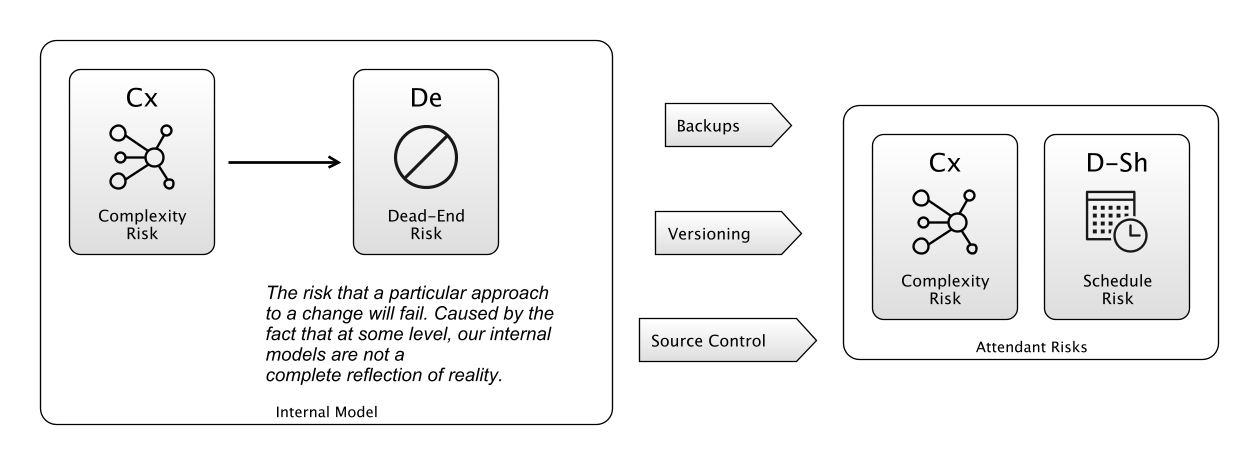 Cx
Complexity
Risk
De
Dead-End
Risk
The risk that a particular approach
to a change will fail. Caused by the
fact that at some level, our internal
models are not a
complete reflection of reality.
Internal Model
Backups
Versioning
Source Control
Cx
Complexity
Risk
D-Sh
Schedule
Risk
Attendant Risks